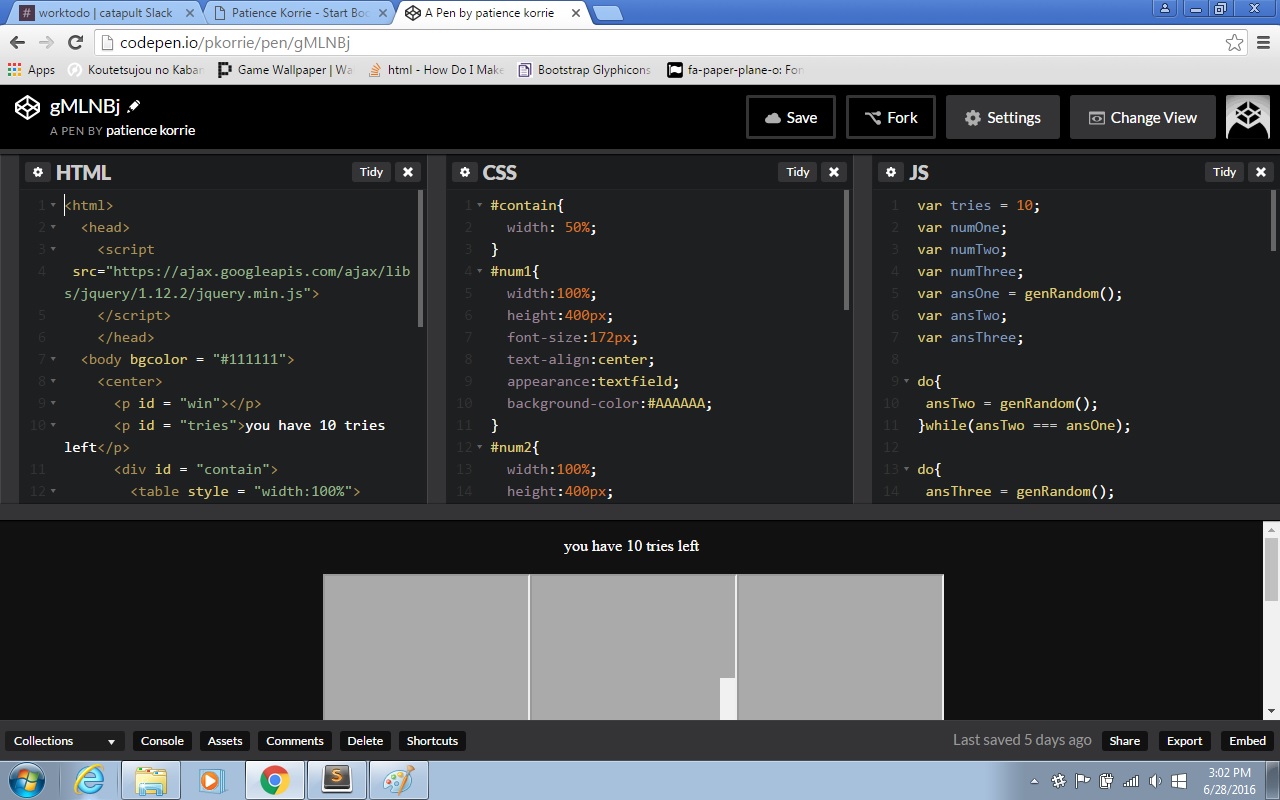 # worktodo | catapult Slack
Patience Korrie - Start Boo
A Pen by patience korrie
codepen.io/pkorrie/pen/gMLNBj
Apps
Koutetsujou no Kaban
Game Wallpaper | Wa
html - How Do I Make
Bootstrap Glyphicons
fa-paper-plane-o: Fon
gMLNBj
A PEN BY patience korrie
Save
Fork
Settings
Change View
HTML
Tidy
1 <html>
2 <head>
3 <script
4 src="https://ajax.googleapis.com/ajax/lib
s/jquery/1.12.2/jquery.min.js">
5 </script>
6 </head>
7 <body bgcolor = "#111111">
8 <center>
9 <p id = "win"></p>
10 <p id = "tries">you have 10 tries
left</p>
11 <div id = "contain">
12 <table style = "width:100%">
CSS
Tidy
1 #contain{
2 width: 50%;
3 }
4 #num1{
5 width:100%;
6 height:400px;
7 font-size:172px;
8 text-align:center;
9 appearance:textfield;
10 background-color:#AAAAAA;
11 }
12 #num2{
13 width:100%;
14 height:400px;
JS
Tidy
1 var tries = 10;
2 var numOne;
3 var numTwo;
4 var numThree;
5 var ansOne = genRandom();
6 var ansTwo;
7 var ansThree;
8
9 do{
10 ansTwo = genRandom();
11 }while(ansTwo === ansOne);
12
13 do{
14 ansThree = genRandom();
you have 10 tries left
Collections
Console
Assets
Comments
Delete
Shortcuts
Last saved 5 days ago
Share
Export
Embed
S
3:02 PM
6/28/2016